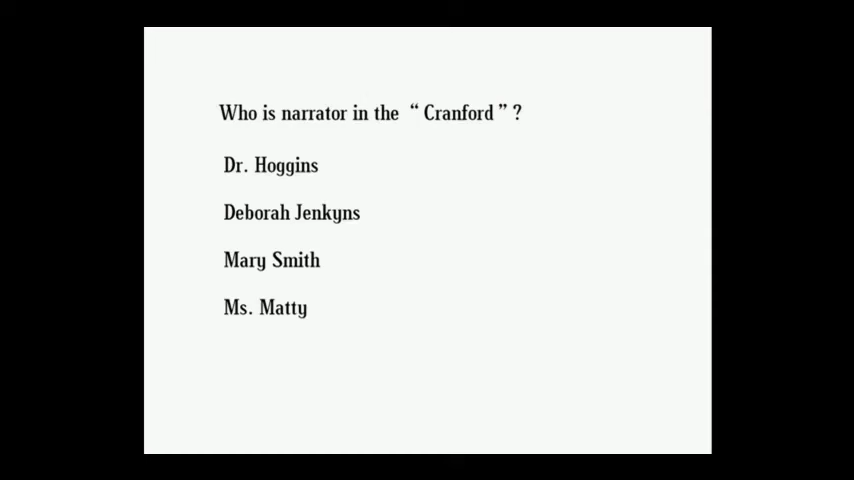 Who is narrator in the “ Cranford ” ?
Dr. Hoggins
Deborah Jenkyns
Mary Smith
Ms. Matty